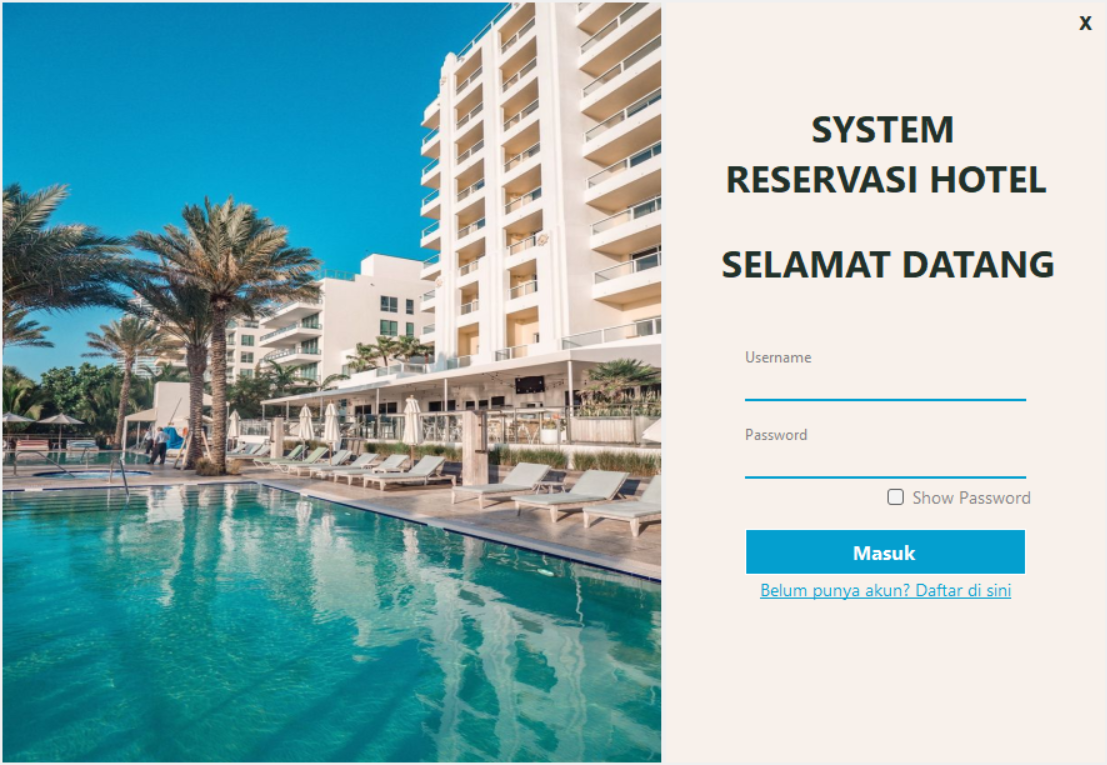 X
SYSTEM
RESERVASI HOTEL
SELAMAT DATANG
Username
Password
Show Password
Masuk
Belum punya akun? Daftar di sini